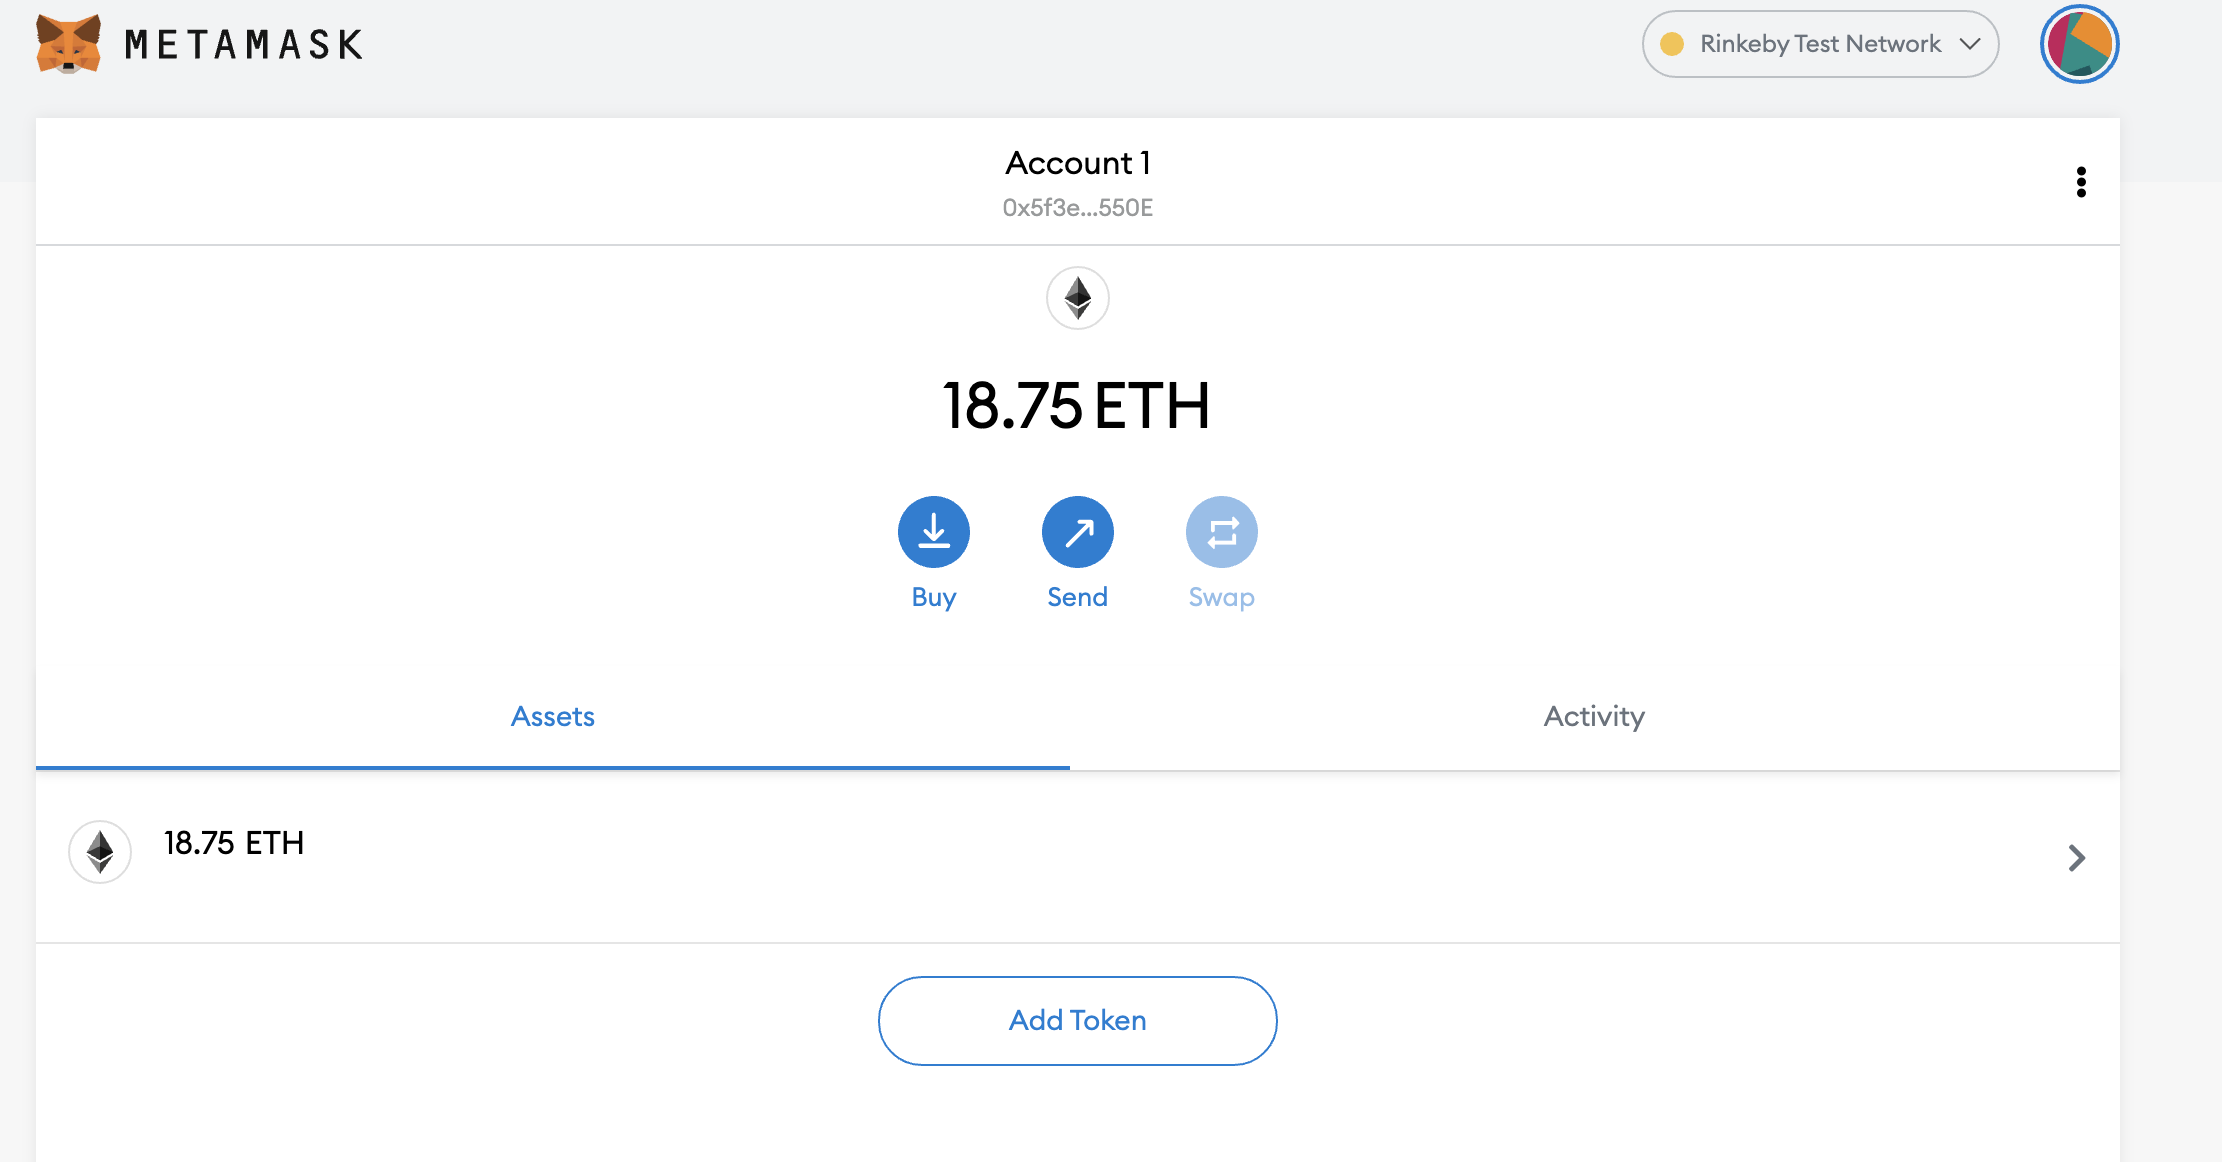 METAMASK
Rinkeby Test Network
Account 1
0x5f3e...550E
18.75 ETH
Buy
Send
Swap
Assets
Activity
18.75 ETH
Add Token